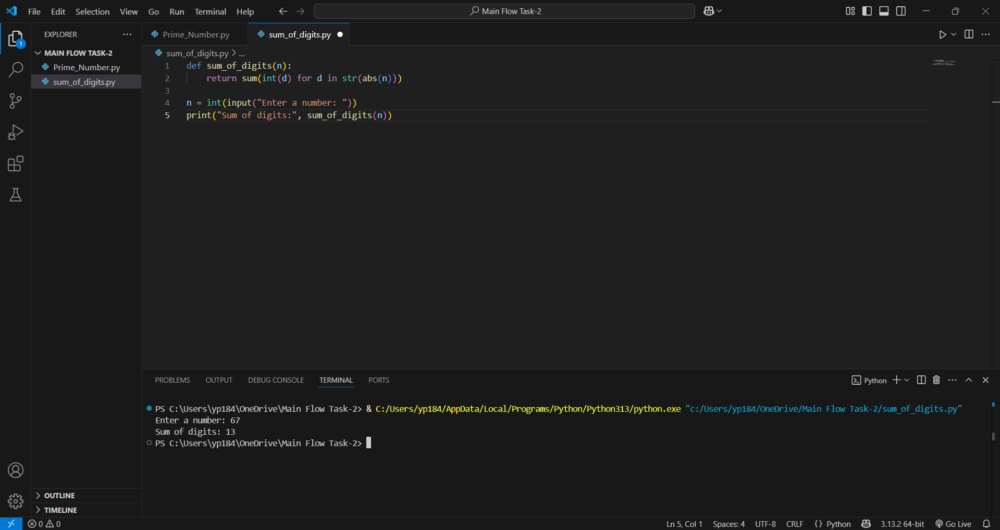 File Edit Selection View Go Run Terminal Help
Main Flow Task-2
EXPLORER
1
MAIN FLOW TASK-2
Prime_Number.py
sum_of_digits.py
Prime_Number.py
sum_of_digits.py
sum_of_digits.py > ...
1 def sum_of_digits(n):
2 return sum(int(d) for d in str(abs(n)))
3
4 n = int(input("Enter a number: "))
5 print("Sum of digits:", sum_of_digits(n))
PROBLEMS OUTPUT DEBUG CONSOLE TERMINAL PORTS
Python
PS C:\Users\yp184\OneDrive\Main Flow Task-2> & C:/Users/yp184/AppData/Local/Programs/Python/Python313/python.exe "c:/Users/yp184/OneDrive/Main Flow Task-2/sum_of_digits.py"
Enter a number: 67
Sum of digits: 13
PS C:\Users\yp184\OneDrive\Main Flow Task-2>
OUTLINE
TIMELINE
0 0
Ln 5, Col 1 Spaces: 4 UTF-8 CRLF {} Python 3.13.2 64-bit Go Live